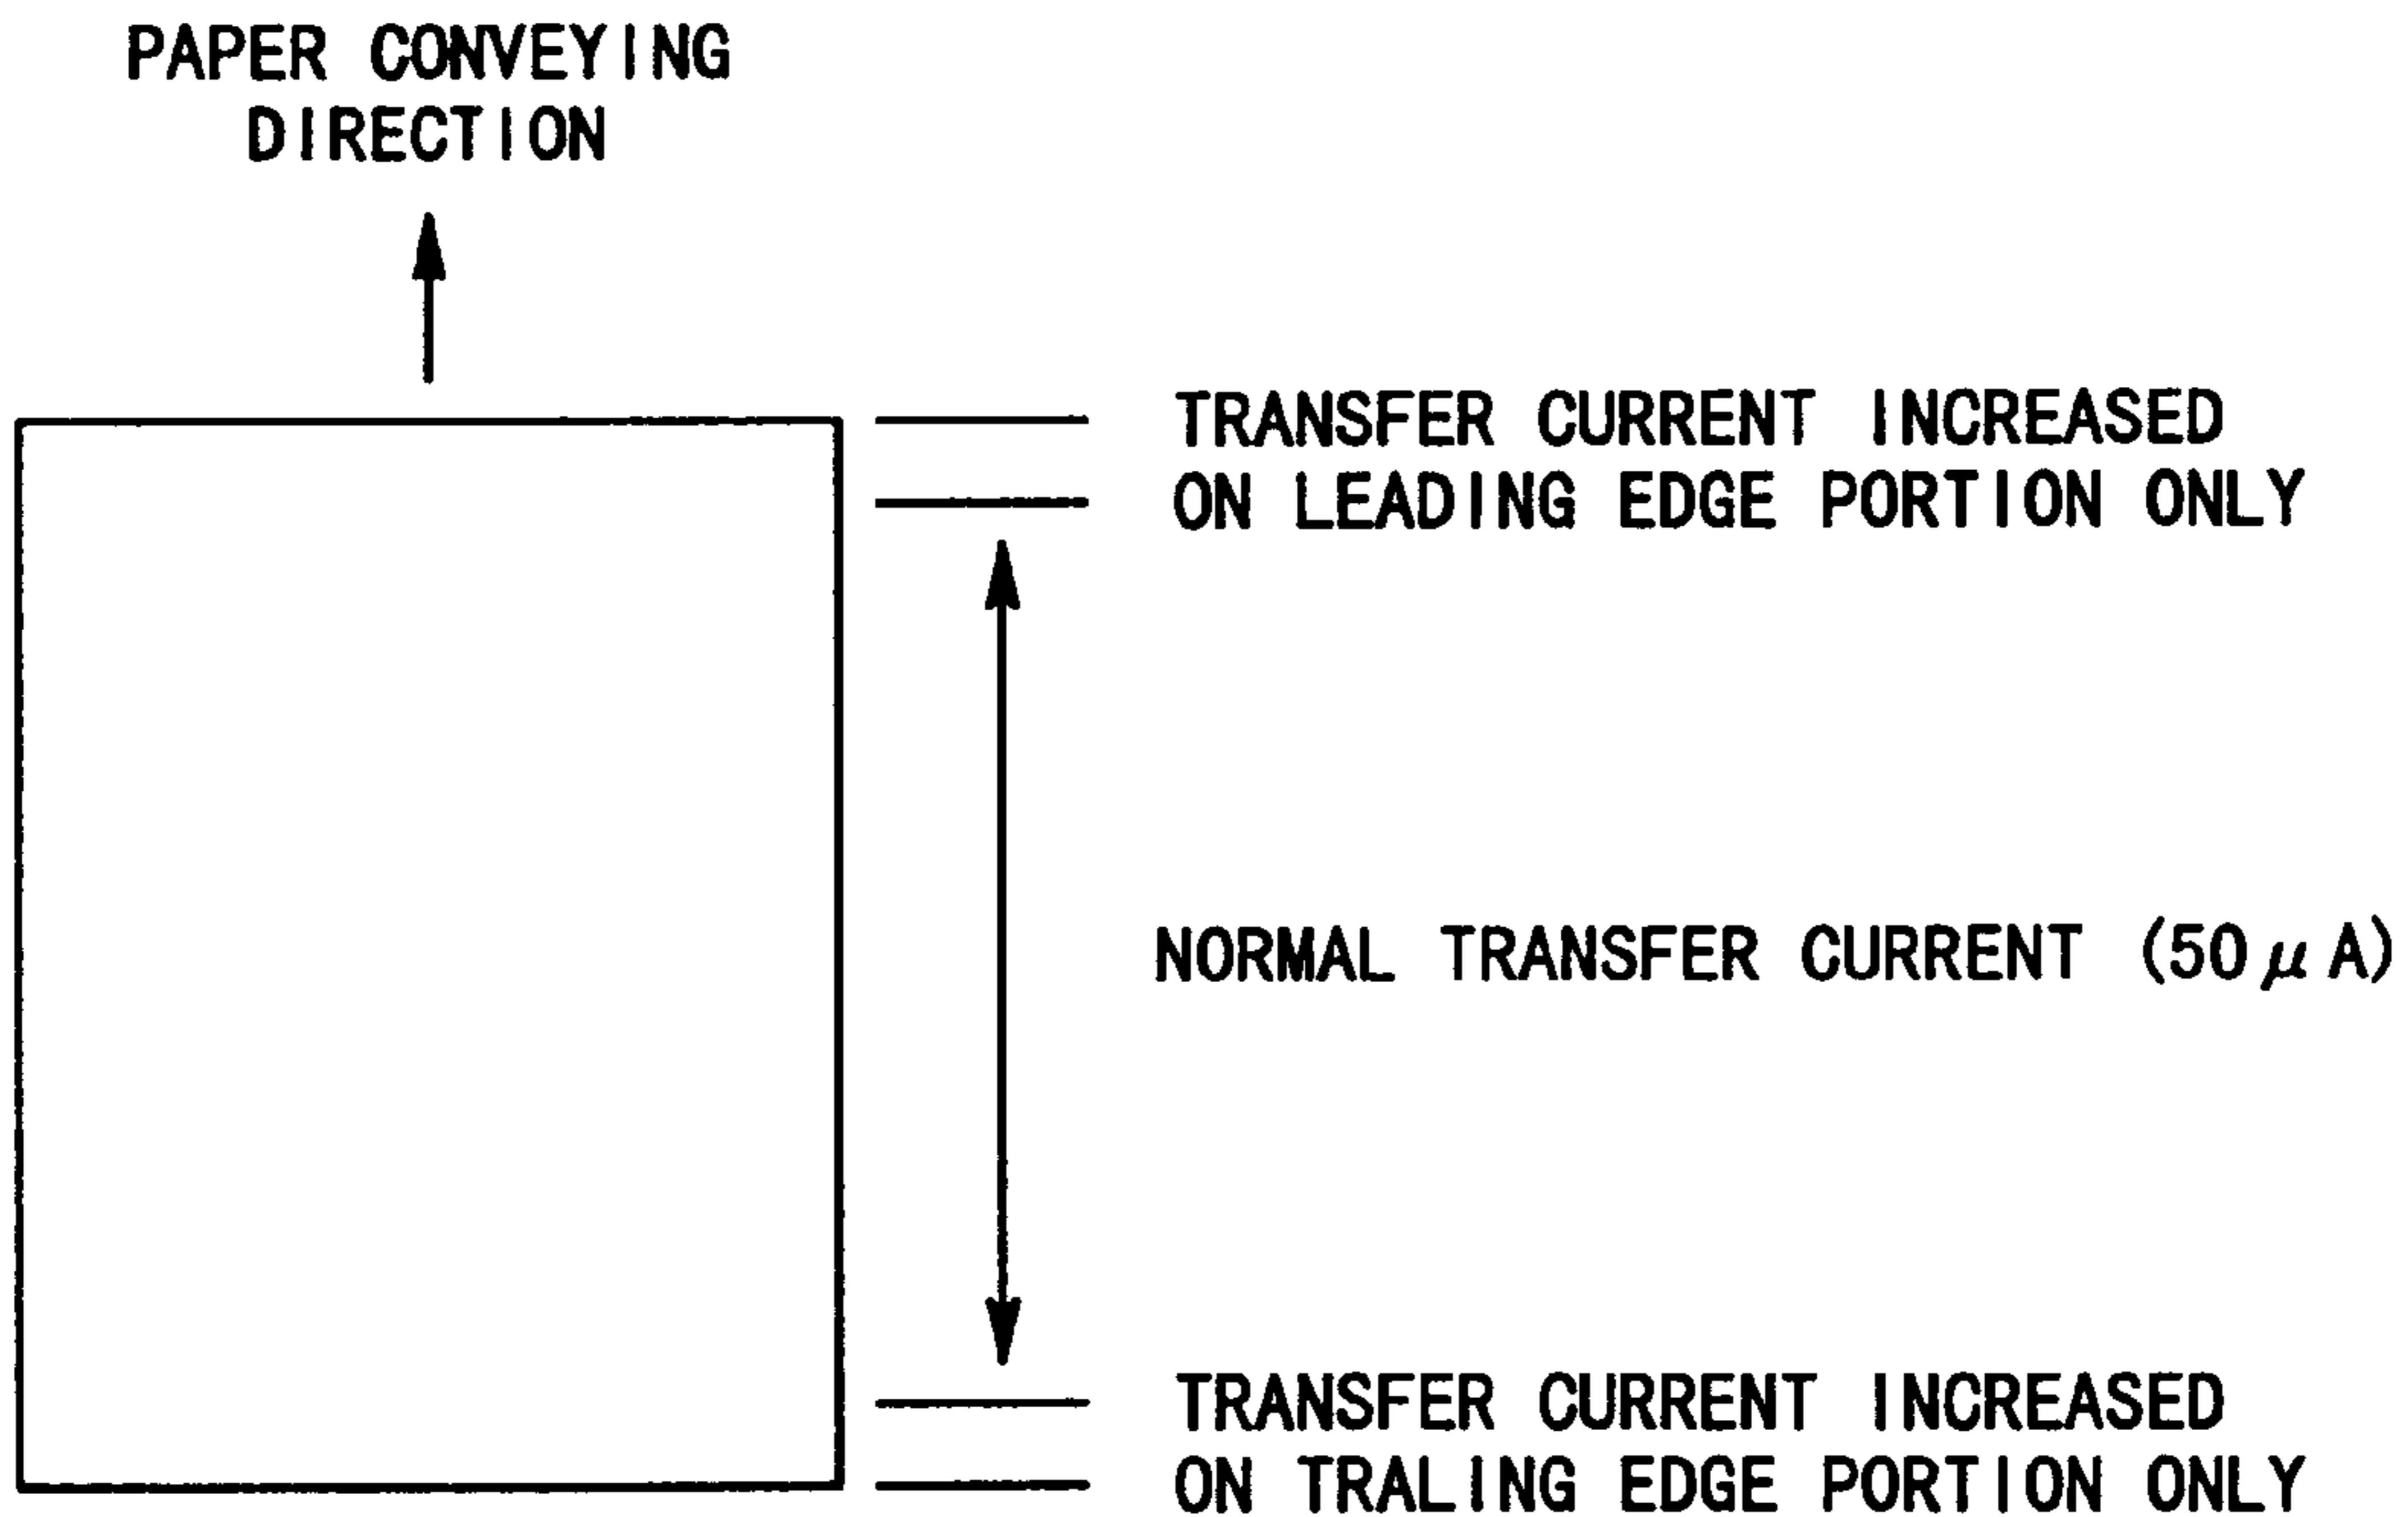 PAPER CONVEYING
DIRECTION
TRANSFER CURRENT INCREASED
ON LEADING EDGE PORTION ONLY
NORMAL TRANSFER CURRENT (50μA)
TRANSFER CURRENT INCREASED
ON TRALING EDGE PORTION ONLY